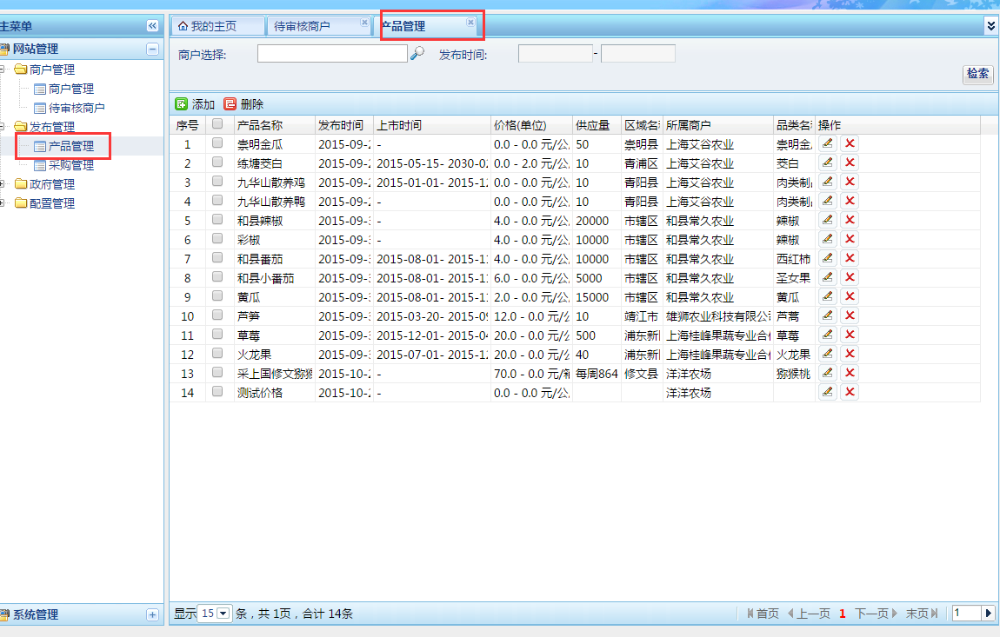 主菜单
网站管理
商户管理
商户管理
待审核商户
发布管理
产品管理
采购管理
政府管理
配置管理
系统管理
我的主页 待审核商户 产品管理
商户选择: 发布时间: -
检索
添加 删除
序号 产品名称 发布时间 上市时间 价格(单位) 供应量 区域名 所属商户 品类名 操作
1 崇明金瓜 2015-09-2 - 0.0 - 0.0 元/公 50 崇明县 上海艾谷农业 崇明金
2 练塘茭白 2015-09-2 2015-05-15- 2030-02 0.0 - 2.0 元/公 10 青浦区 上海艾谷农业 茭白
3 九华山散养鸡 2015-09-2 2015-01-01- 2015-12 0.0 - 0.0 元/公 10 青阳县 上海艾谷农业 肉类制
4 九华山散养鸭 2015-09-2 - 0.0 - 0.0 元/公 10 青阳县 上海艾谷农业 肉类制
5 和县辣椒 2015-09-3 - 4.0 - 0.0 元/公 20000 市辖区 和县常久农业 辣椒
6 彩椒 2015-09-3 - 4.0 - 0.0 元/公 10000 市辖区 和县常久农业 辣椒
7 和县番茄 2015-09-3 2015-08-01- 2015-11 4.0 - 0.0 元/公 10000 市辖区 和县常久农业 西红柿
8 和县小番茄 2015-09-3 2015-08-01- 2015-11 6.0 - 0.0 元/公 5000 市辖区 和县常久农业 圣女果
9 黄瓜 2015-09-3 2015-08-01- 2015-11 2.0 - 0.0 元/公 15000 市辖区 和县常久农业 黄瓜
10 芦笋 2015-09-3 2015-03-20- 2015-09 12.0 - 0.0 元/ 10 靖江市 雄狮农业科技有限公司 芦蒿
11 草莓 2015-09-3 2015-12-01- 2015-04 20.0 - 0.0 元/公 500 浦东新 上海桂峰果蔬专业合作 草莓
12 火龙果 2015-09-3 2015-07-01- 2015-12 20.0 - 0.0 元/公 40 浦东新 上海桂峰果蔬专业合作 火龙果
13 采上国修文猕猴 2015-10-2 - 70.0 - 0.0 元/箱 每周864 修文县 洋洋农场 猕猴桃
14 测试价格 2015-10-2 - 0.0 - 0.0 元/公 洋洋农场
显示 15 条，共 1页，合计 14条 首页 上一页 1 下一页 末页 1